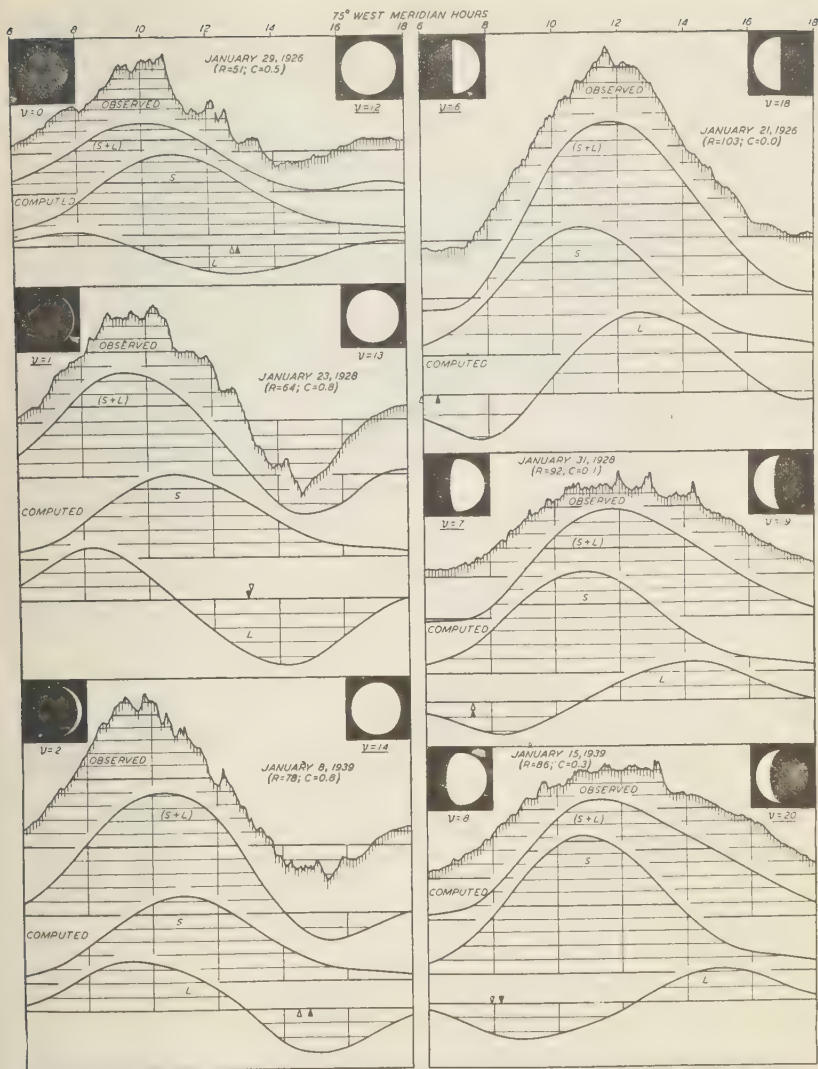 75° WEST MERIDIAN HOURS
6 8 10 12 14 16 18 6 8 10 12 14 16 18
JANUARY 29, 1926
(R=51; C=0.5)
ν=0
ν=12
OBSERVED
(S+L)
S
COMPUTED
L
ν=1
ν=13
OBSERVED
JANUARY 23, 1928
(R=64; C=0.8)
(S+L)
S
COMPUTED
L
ν=2
ν=14
OBSERVED
JANUARY 8, 1939
(R=78; C=0.8)
(S+L)
S
COMPUTED
L
ν=6
ν=18
OBSERVED
JANUARY 21, 1926
(R=103; C=0.0)
(S+L)
S
L
COMPUTED
JANUARY 31, 1928
(R=92, C=0.1)
OBSERVED
ν=7
(S+L)
S
COMPUTED
L
JANUARY 15, 1939
(R=86; C=0.3)
OBSERVED
ν=8
ν=20
(S+L)
S
COMPUTED
L